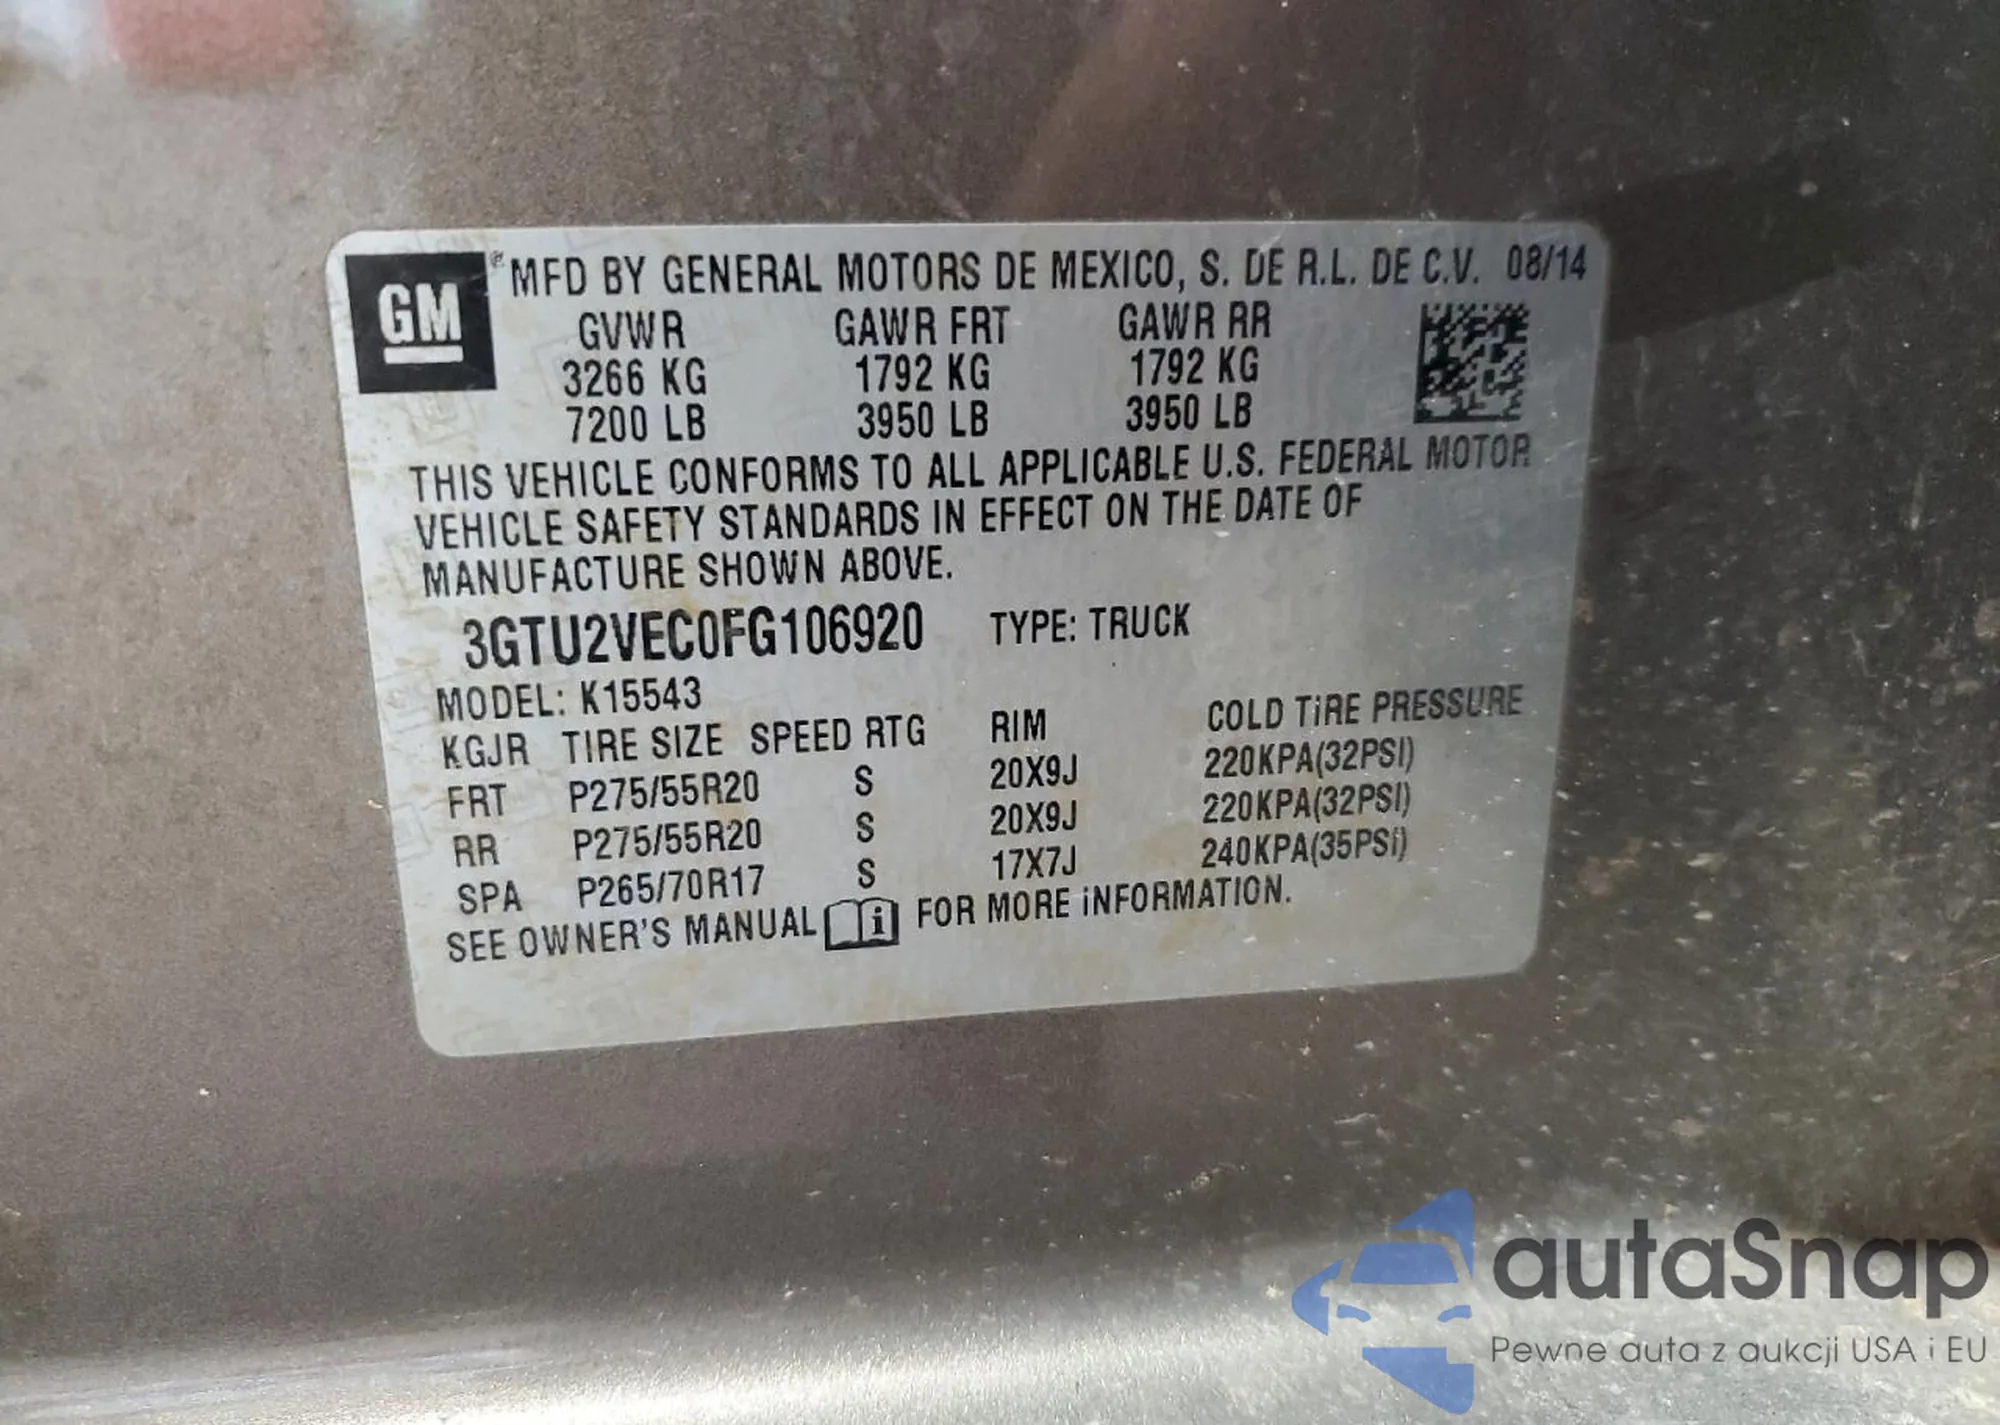 GM ® MFD BY GENERAL MOTORS DE MEXICO, S. DE R.L. DE C.V. 08/14
GVWR GAWR FRT GAWR RR
3266 KG 1792 KG 1792 KG
7200 LB 3950 LB 3950 LB
THIS VEHICLE CONFORMS TO ALL APPLICABLE U.S. FEDERAL MOTOR
VEHICLE SAFETY STANDARDS IN EFFECT ON THE DATE OF
MANUFACTURE SHOWN ABOVE.
3GTU2VEC0FG106920 TYPE: TRUCK
MODEL: K15543
KGJR TIRE SIZE SPEED RTG RIM COLD TiRE PRESSURE
FRT P275/55R20 S 20X9J 220KPA(32PSI)
RR P275/55R20 S 20X9J 220KPA(32PSI)
SPA P265/70R17 S 17X7J 240KPA(35PSi)
SEE OWNER'S MANUAL i FOR MORE iNFORMATION.
autaSnap
Pewne auta z aukcji USA i EU